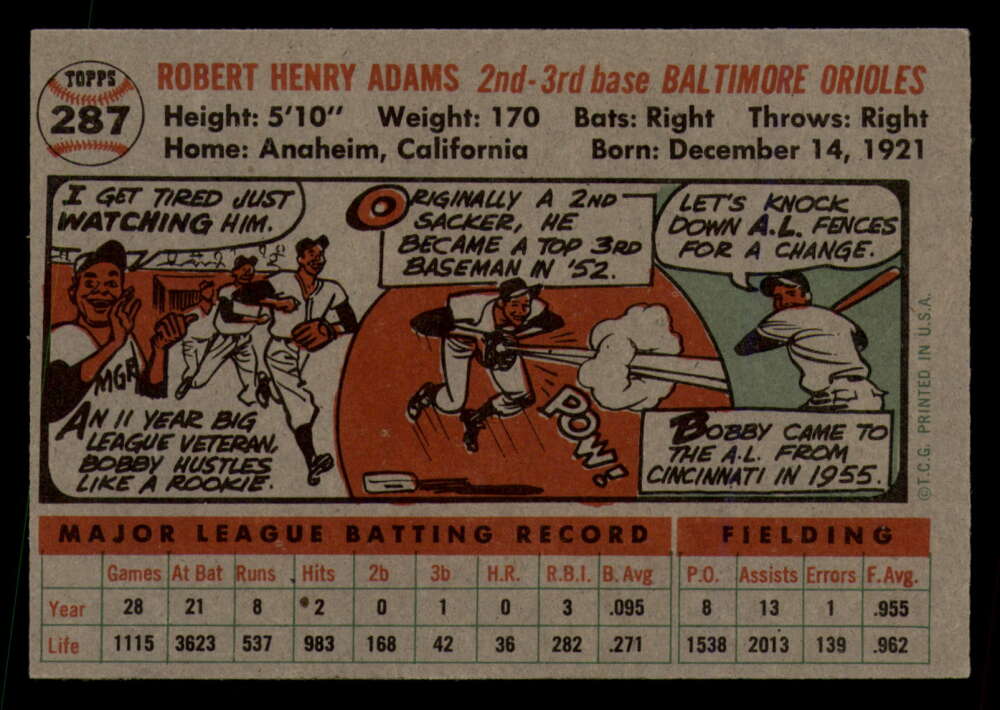 TOPPS
287
ROBERT HENRY ADAMS 2nd-3rd base BALTIMORE ORIOLES
Height: 5'10" Weight: 170 Bats: Right Throws: Right
Home: Anaheim, California Born: December 14, 1921
I GET TIRED JUST
WATCHING HIM.
MGR
AN 11 YEAR BIG
LEAGUE VETERAN,
BOBBY HUSTLES
LIKE A ROOKIE.
ORIGINALLY A 2ND
SACKER, HE
BECAME A TOP 3RD
BASEMAN IN '52.
POW!
LET'S KNOCK
DOWN A.L. FENCES
FOR A CHANGE.
BOBBY CAME TO
THE A.L. FROM
CINCINNATI IN 1955.
©T.C.G. PRINTED IN U.S.A.
MAJOR LEAGUE BATTING RECORD FIELDING
Games At Bat Runs Hits 2b 3b H.R. R.B.I. B. Avg P.O. Assists Errors F. Avg.
Year 28 21 8 2 0 1 0 3 .095 8 13 1 .955
Life 1115 3623 537 983 168 42 36 282 .271 1538 2013 139 .962